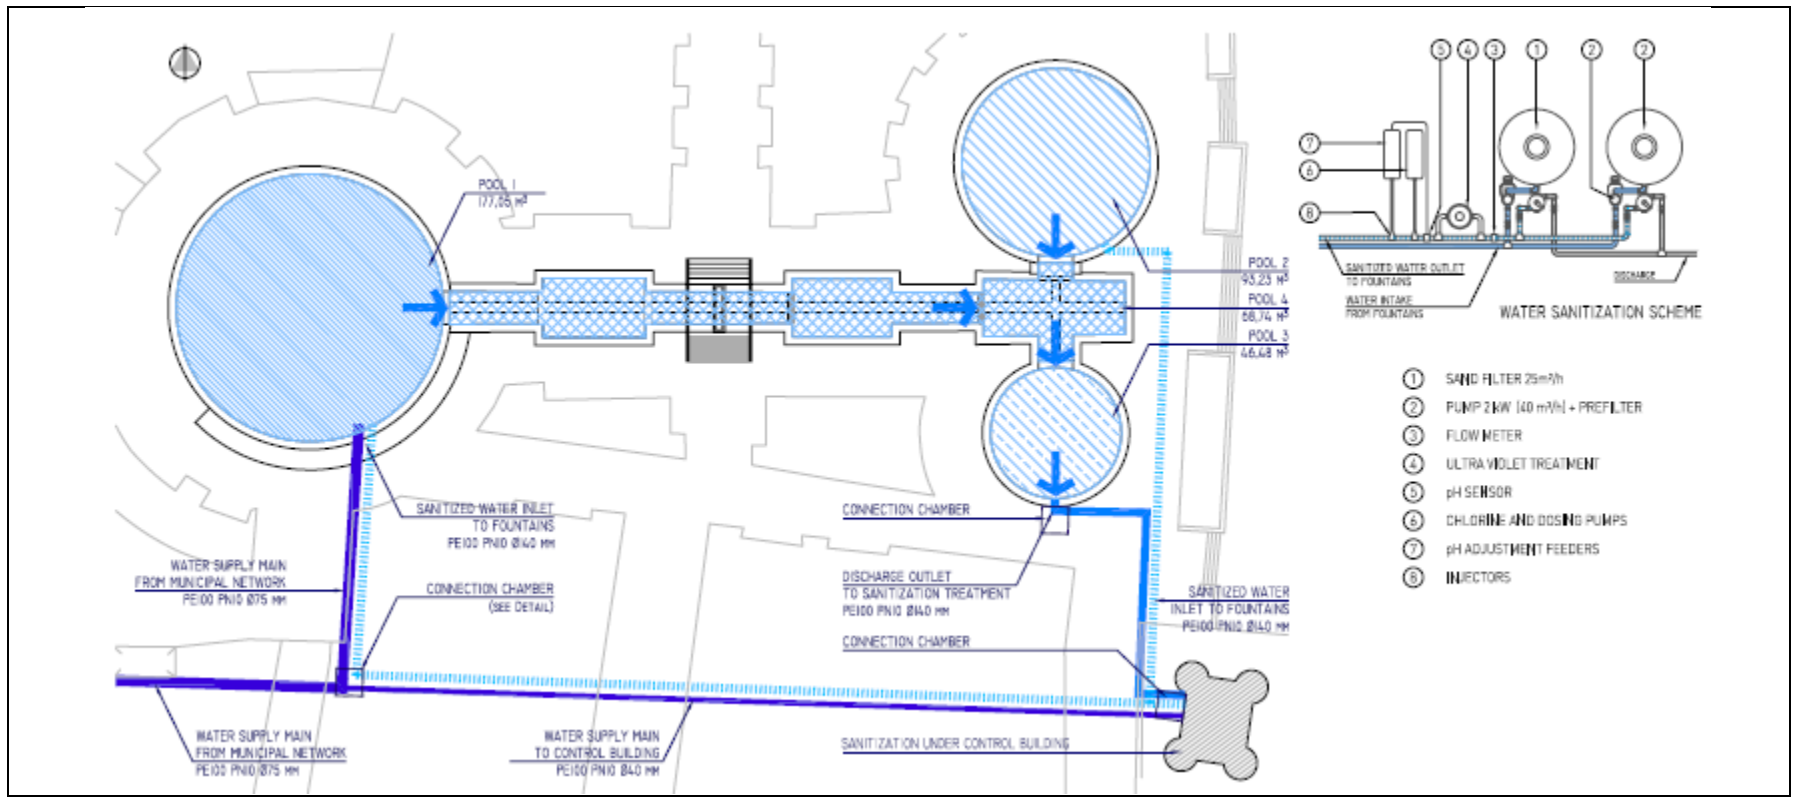 POOL 1
177,05 M³
POOL 2
93,23 M³
POOL 4
68,74 M³
POOL 3
46,48 M³
SANITIZED WATER INLET
TO FOUNTAINS
PE100 PN10 Ø140 MM
WATER SUPPLY MAIN
FROM MUNICIPAL NETWORK
PE100 PN10 Ø75 MM
CONNECTION CHAMBER
(SEE DETAIL)
WATER SUPPLY MAIN
FROM MUNICIPAL NETWORK
PE100 PN10 Ø75 MM
WATER SUPPLY MAIN
TO CONTROL BUILDING
PE100 PN10 Ø40 MM
CONNECTION CHAMBER
DISCHARGE OUTLET
TO SANITIZATION TREATMENT
PE100 PN10 Ø140 MM
CONNECTION CHAMBER
SANITIZED WATER
INLET TO FOUNTAINS
PE100 PN10 Ø140 MM
SANITIZATION UNDER CONTROL BUILDING
5 4 3 1 2 2
7
6
8
SANITIZED WATER OUTLET
TO FOUNTAINS
WATER INTAKE
FROM FOUNTAINS
DISCHARGE
WATER SANITIZATION SCHEME
1 SAND FILTER 25m³/h
2 PUMP 2 kW (40 m³/h) + PREFILTER
3 FLOW METER
4 ULTRA VIOLET TREATMENT
5 pH SENSOR
6 CHLORINE AND DOSING PUMPS
7 pH ADJUSTMENT FEEDERS
8 INJECTORS